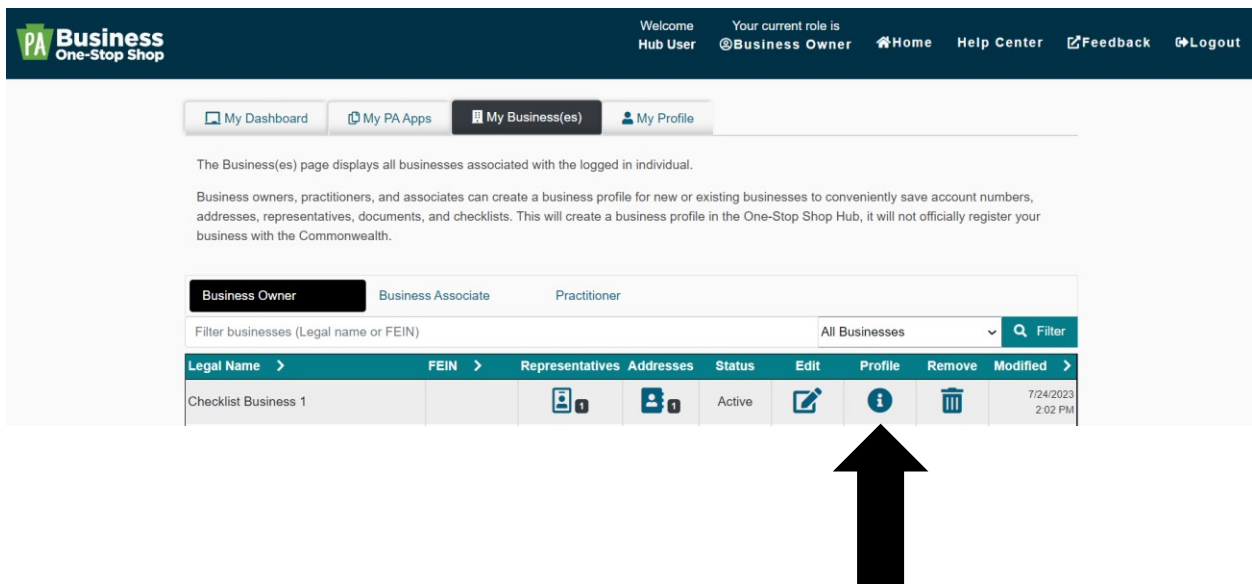 PA Business One-Stop Shop
Welcome Hub User
Your current role is Business Owner
Home
Help Center
Feedback
Logout
My Dashboard
My PA Apps
My Business(es)
My Profile
The Business(es) page displays all businesses associated with the logged in individual.
Business owners, practitioners, and associates can create a business profile for new or existing businesses to conveniently save account numbers,
addresses, representatives, documents, and checklists. This will create a business profile in the One-Stop Shop Hub, it will not officially register your
business with the Commonwealth.
Business Owner
Business Associate
Practitioner
Filter businesses (Legal name or FEIN)
All Businesses
Filter
Legal Name > FEIN > Representatives Addresses Status Edit Profile Remove Modified >
Checklist Business 1 1 1 Active 7/24/2023
2:02 PM